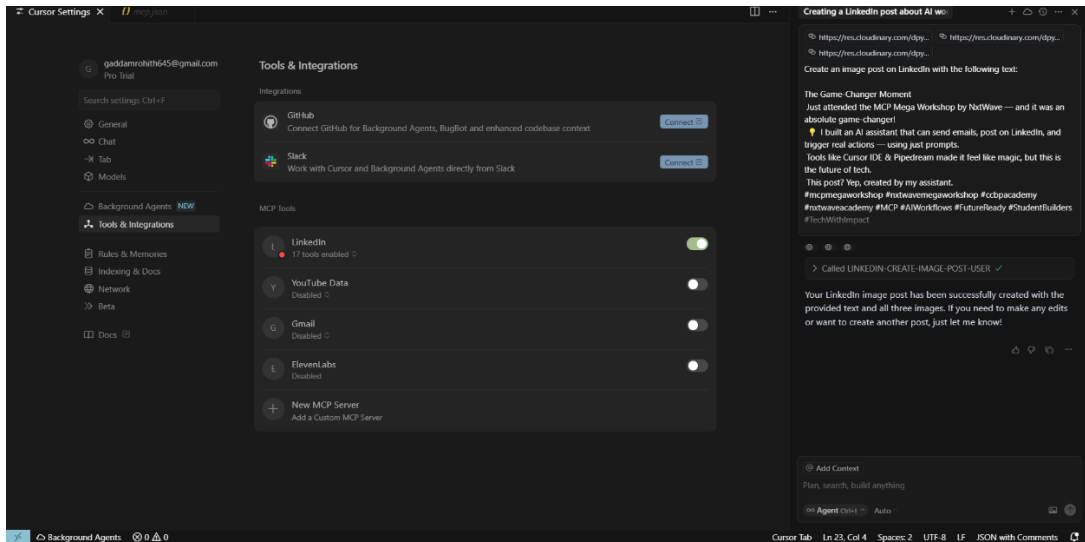 Cursor Settings
mcp.json
Creating a LinkedIn post about AI wo
G
gaddamrohith645@gmail.com
Pro Trial
Search settings Ctrl+F
General
Chat
Tab
Models
Background Agents NEW
Tools & Integrations
Rules & Memories
Indexing & Docs
Network
Beta
Docs
Tools & Integrations
Integrations
GitHub
Connect GitHub for Background Agents, BugBot and enhanced codebase context
Connect
Slack
Work with Cursor and Background Agents directly from Slack
Connect
MCP Tools
L
LinkedIn
17 tools enabled
Y
YouTube Data
Disabled
G
Gmail
Disabled
E
ElevenLabs
Disabled
New MCP Server
Add a Custom MCP Server
https://res.cloudinary.com/dpy... https://res.cloudinary.com/dpy...
https://res.cloudinary.com/dpy...
Create an image post on LinkedIn with the following text:
The Game-Changer Moment
Just attended the MCP Mega Workshop by NxtWave — and it was an
absolute game-changer!
💡 I built an AI assistant that can send emails, post on LinkedIn, and
trigger real actions — using just prompts.
Tools like Cursor IDE & Pipedream made it feel like magic, but this is
the future of tech.
This post? Yep, created by my assistant.
#mcpmegaworkshop #nxtwavemegaworkshop #ccbpacademy
#nxtwaveacademy #MCP #AIWorkflows #FutureReady #StudentBuilders
#TechWithImpact
Called LINKEDIN-CREATE-IMAGE-POST-USER ✓
Your LinkedIn image post has been successfully created with the
provided text and all three images. If you need to make any edits
or want to create another post, just let me know!
@ Add Context
Plan, search, build anything
Agent Ctrl+I Auto
Background Agents 0 0
Cursor Tab Ln 23, Col 4 Spaces: 2 UTF-8 LF JSON with Comments